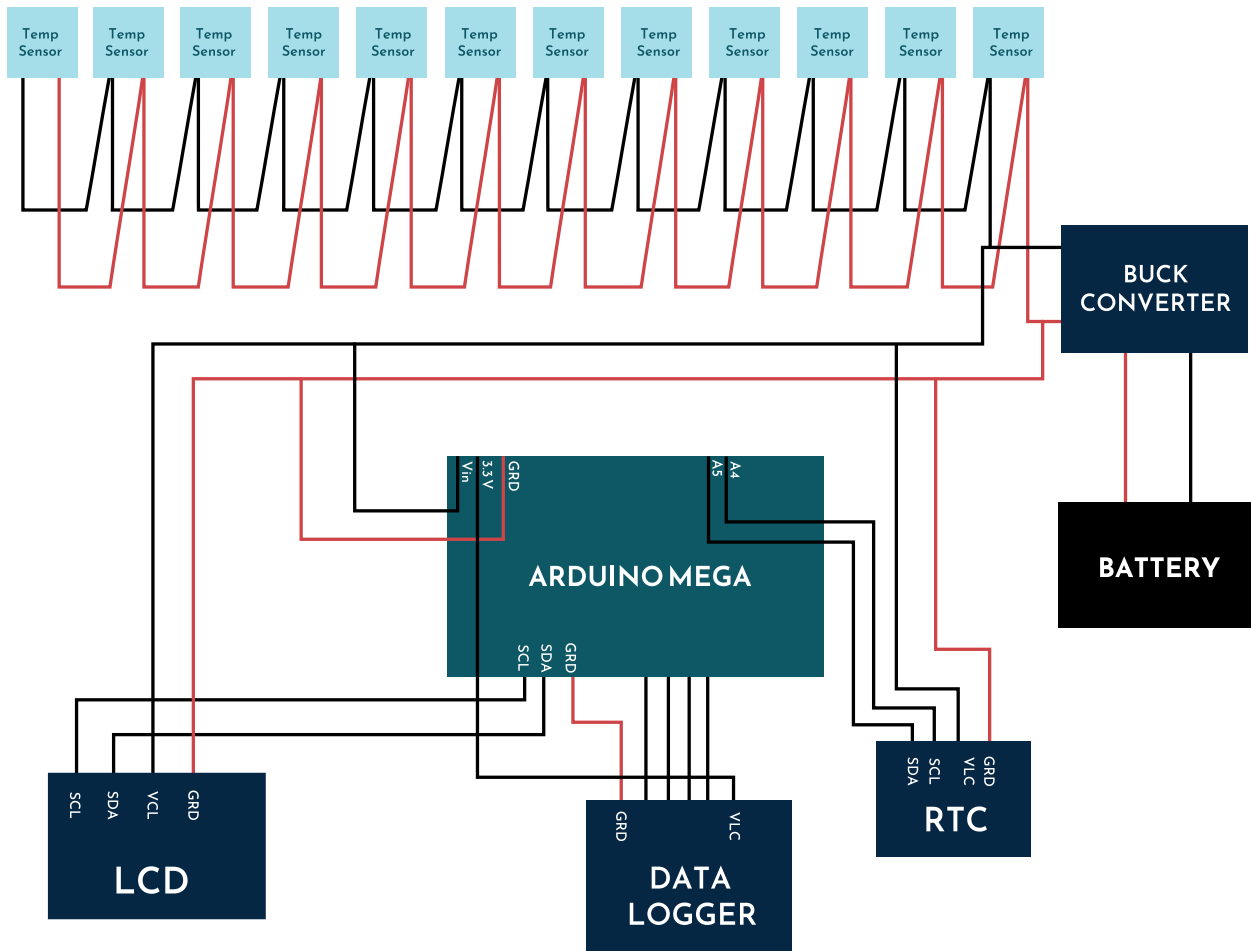 Temp
Sensor
Temp
Sensor
Temp
Sensor
Temp
Sensor
Temp
Sensor
Temp
Sensor
Temp
Sensor
Temp
Sensor
Temp
Sensor
Temp
Sensor
Temp
Sensor
Temp
Sensor
BUCK
CONVERTER
Vin
3.3 V
GRD
A5
A4
ARDUINO MEGA
BATTERY
SCL
SDA
GRD
SCL
SDA
VCL
GRD
LCD
GRD
VLC
DATA
LOGGER
SDA
SCL
VLC
GRD
RTC